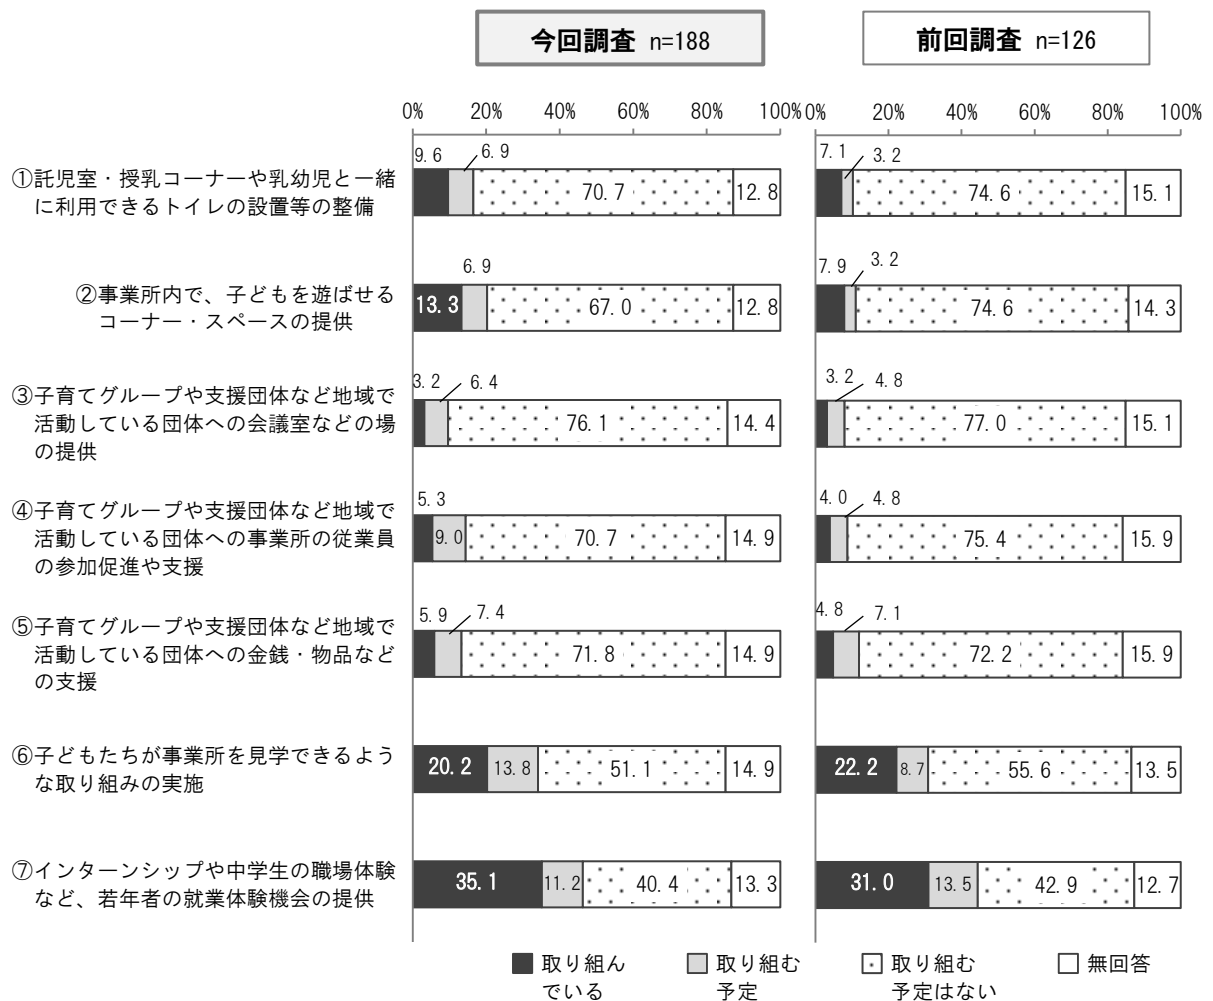 今回調査 n=188
前回調査 n=126
0% 20% 40% 60% 80% 100%
0% 20% 40% 60% 80% 100%
①託児室・授乳コーナーや乳幼児と一緒
に利用できるトイレの設置等の整備
9.6 6.9 70.7 12.8
7.1 3.2 74.6 15.1
②事業所内で、子どもを遊ばせる
コーナー・スペースの提供
13.3 6.9 67.0 12.8
7.9 3.2 74.6 14.3
③子育てグループや支援団体など地域で
活動している団体への会議室などの場
の提供
3.2 6.4 76.1 14.4
3.2 4.8 77.0 15.1
④子育てグループや支援団体など地域で
活動している団体への事業所の従業員
の参加促進や支援
5.3 9.0 70.7 14.9
4.0 4.8 75.4 15.9
⑤子育てグループや支援団体など地域で
活動している団体への金銭・物品など
の支援
5.9 7.4 71.8 14.9
4.8 7.1 72.2 15.9
⑥子どもたちが事業所を見学できるよう
な取り組みの実施
20.2 13.8 51.1 14.9
22.2 8.7 55.6 13.5
⑦インターンシップや中学生の職場体験
など、若年者の就業体験機会の提供
35.1 11.2 40.4 13.3
31.0 13.5 42.9 12.7
取り組ん
でいる
取り組む
予定
取り組む
予定はない
無回答